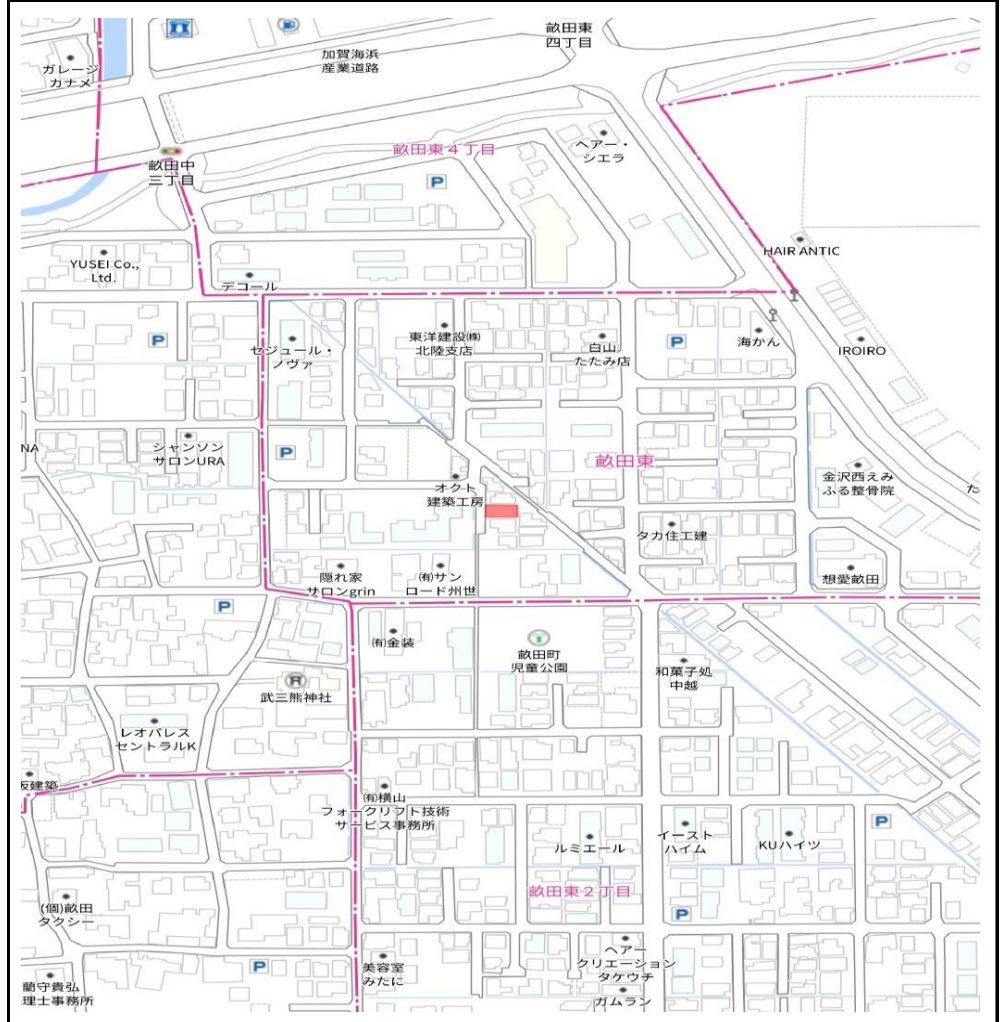 畝田東
四丁目
加賀海浜
産業道路
ガレージ
カナメ
畝田東4丁目
ヘアー・
シエラ
P
畝田中
三丁目
YUSEI Co.,
Ltd.
デコール
HAIR ANTIC
P
セジュール・
ノヴァ
東洋建設㈱
北陸支店
白山
たたみ店
P
海かん
IROIRO
NA
シャンソン
サロンURA
P
畝田東
オクト
建築工房
金沢西えみ
ふる整骨院
た
タカ住工建
隠れ家
サロンgrin
㈲サン
ロード州世
想愛畝田
P
㈲金装
畝田町
児童公園
和菓子処
中越
武三熊神社
レオパレス
セントラルK
建築
㈲横山
フォークリフト技術
サービス事務所
ルミエール
イースト
ハイム
KUハイツ
P
畝田東2丁目
(個)畝田
タクシー
P
P
美容室
みたに
ヘアー
クリエーション
タケウチ
ガムラン
蘭守貴弘
理士事務所